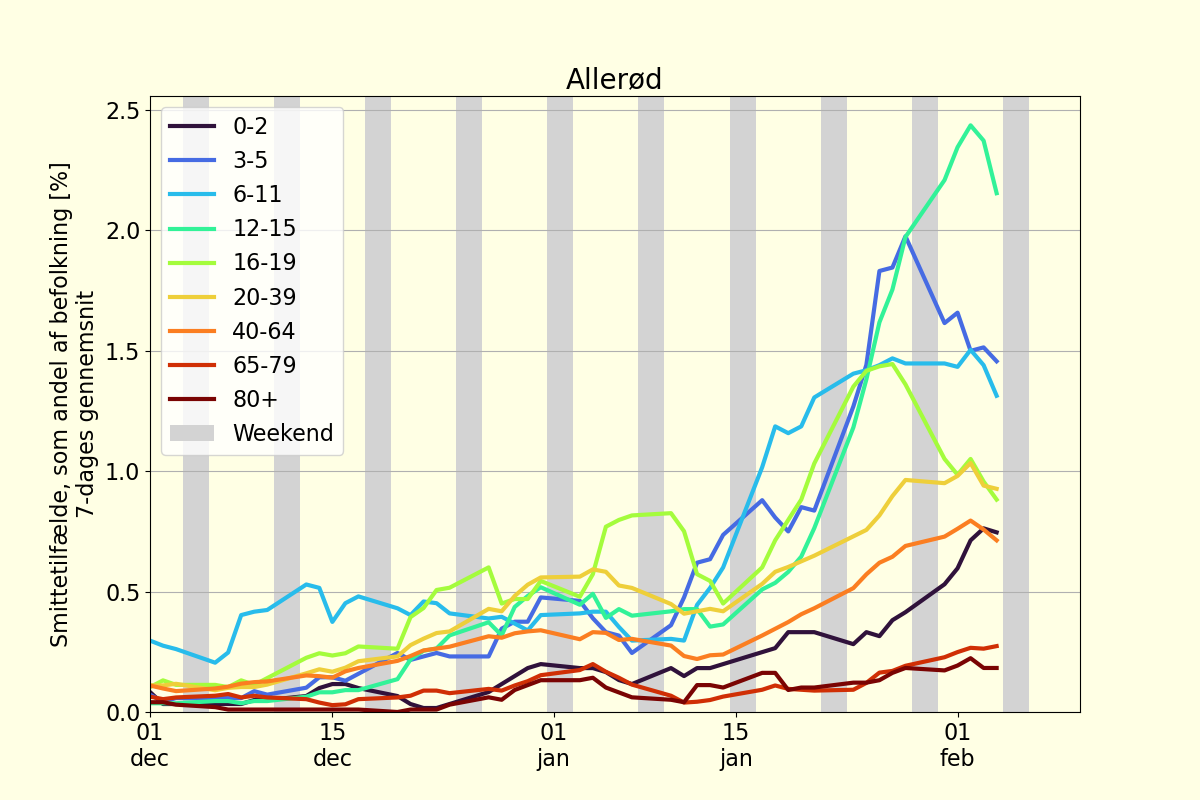 Allerød
Smittetilfælde, som andel af befolkning [%]
7-dages gennemsnit
2.5
2.0
1.5
1.0
0.5
0.0
0-2
3-5
6-11
12-15
16-19
20-39
40-64
65-79
80+
Weekend
01
dec
15
dec
01
jan
15
jan
01
feb